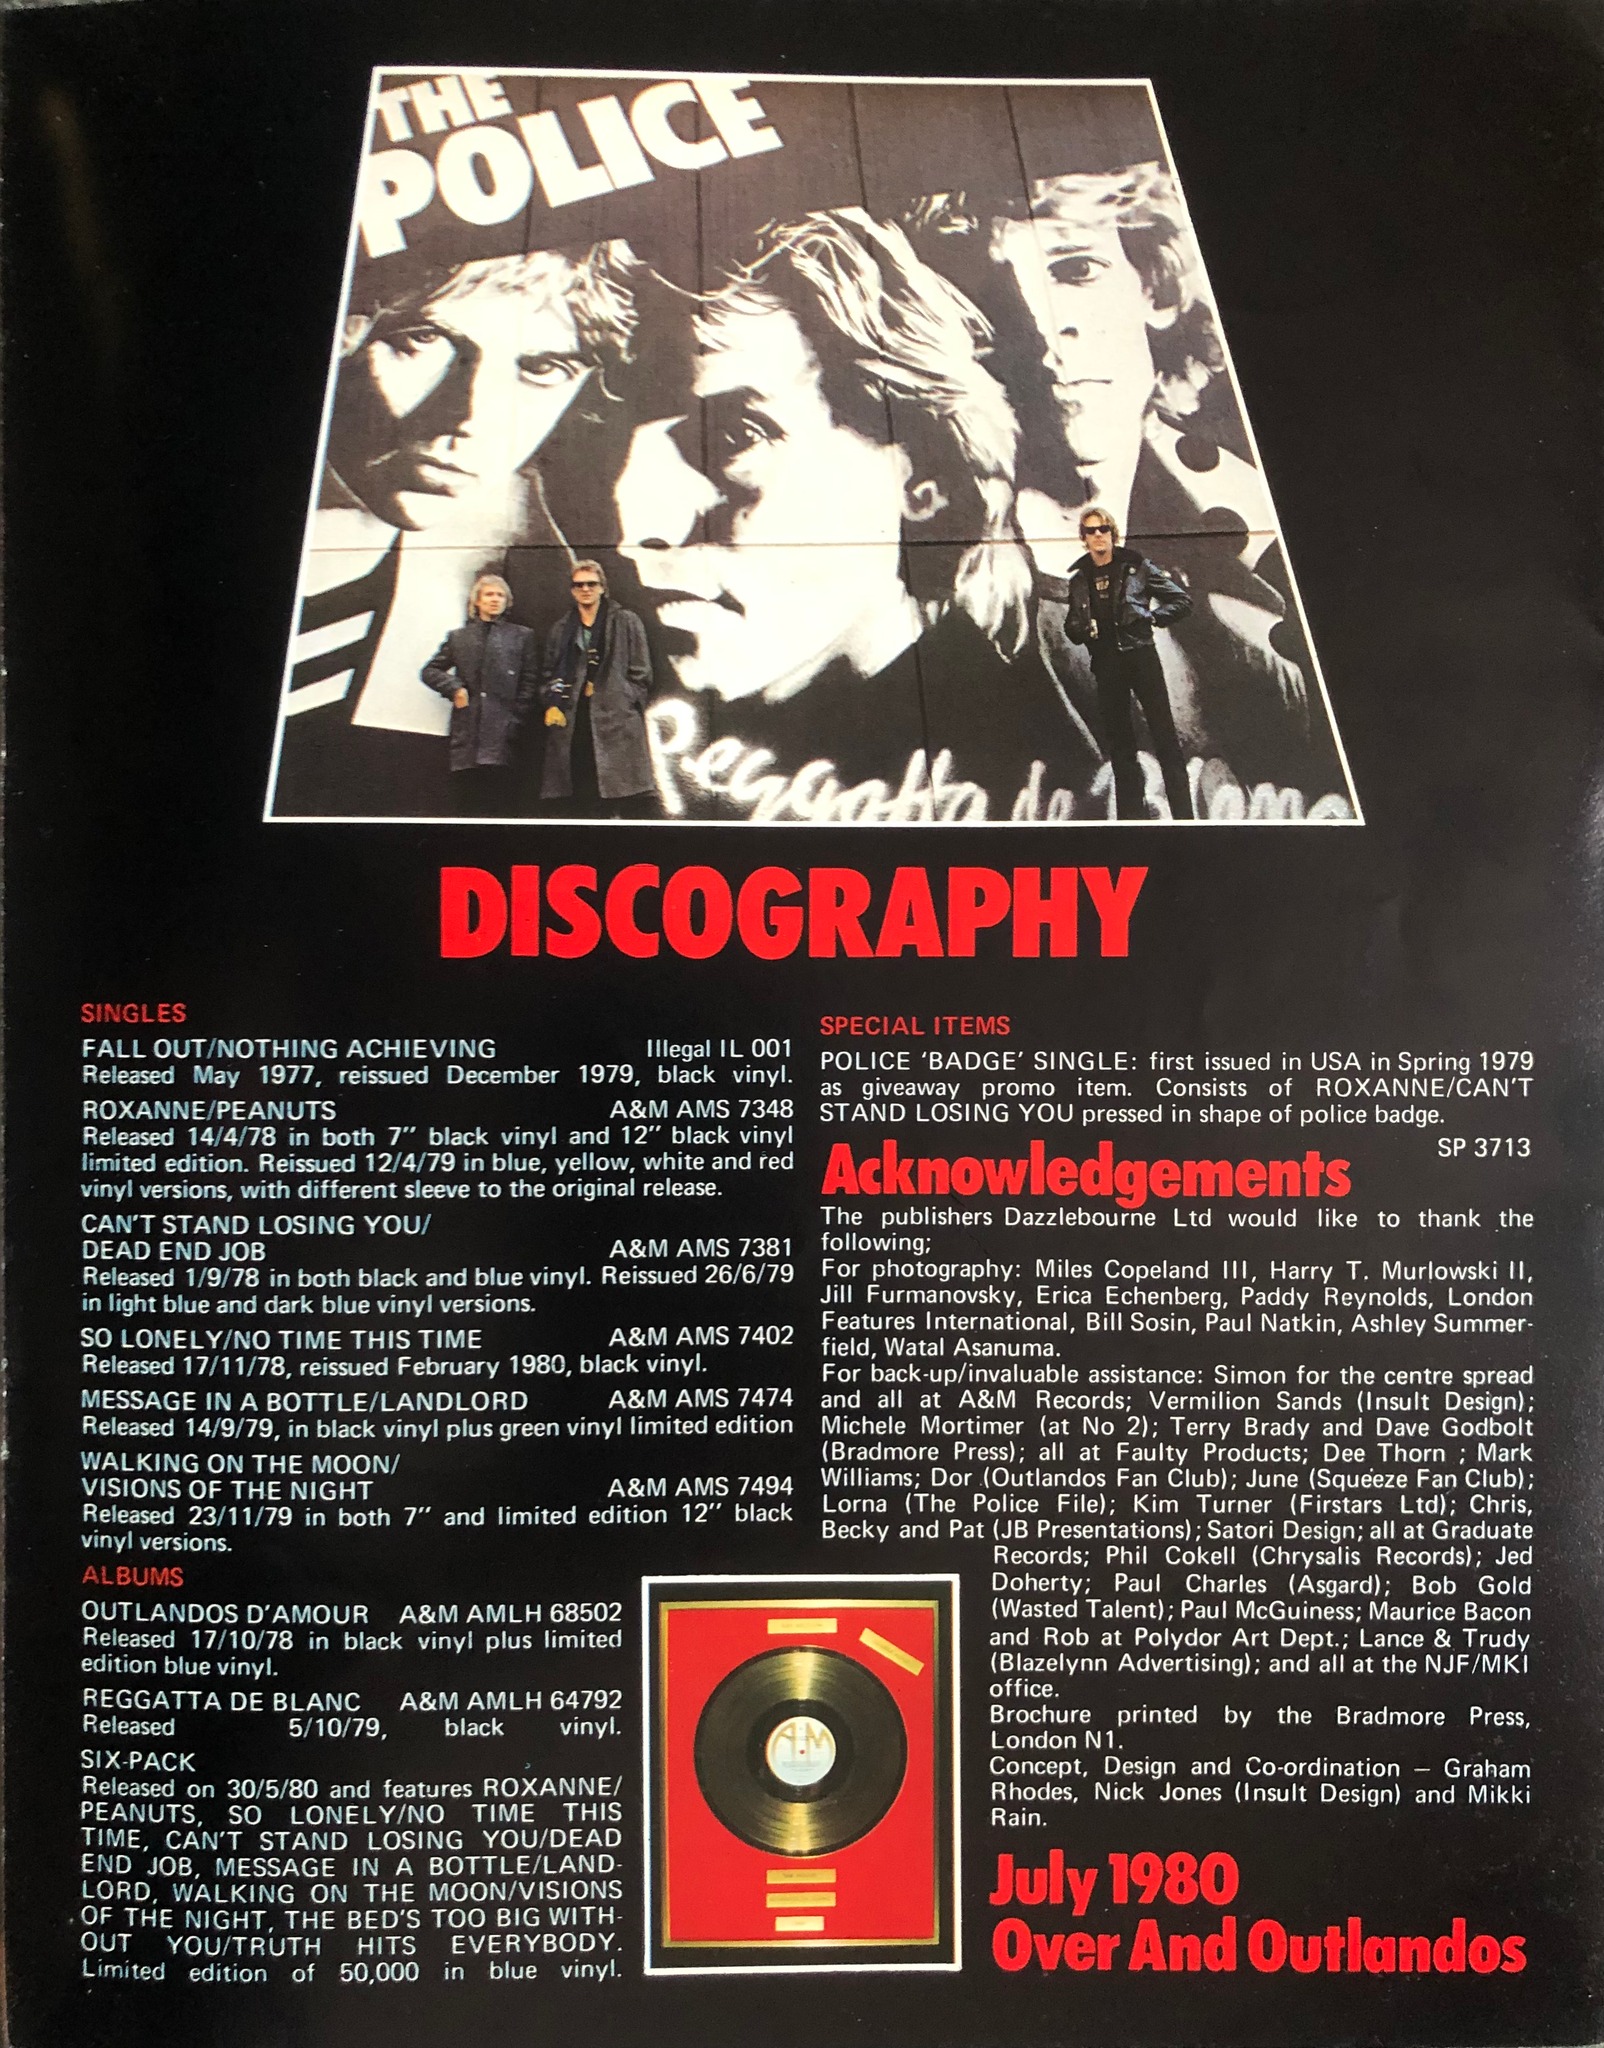 THE
POLICE
Reggatta de Blanc
DISCOGRAPHY
SINGLES
FALL OUT/NOTHING ACHIEVING Illegal IL 001
Released May 1977, reissued December 1979, black vinyl.
ROXANNE/PEANUTS A&M AMS 7348
Released 14/4/78 in both 7" black vinyl and 12" black vinyl
limited edition. Reissued 12/4/79 in blue, yellow, white and red
vinyl versions, with different sleeve to the original release.
CAN'T STAND LOSING YOU/
DEAD END JOB A&M AMS 7381
Released 1/9/78 in both black and blue vinyl. Reissued 26/6/79
in light blue and dark blue vinyl versions.
SO LONELY/NO TIME THIS TIME A&M AMS 7402
Released 17/11/78, reissued February 1980, black vinyl.
MESSAGE IN A BOTTLE/LANDLORD A&M AMS 7474
Released 14/9/79, in black vinyl plus green vinyl limited edition
WALKING ON THE MOON/
VISIONS OF THE NIGHT A&M AMS 7494
Released 23/11/79 in both 7" and limited edition 12" black
vinyl versions.
ALBUMS
OUTLANDOS D'AMOUR A&M AMLH 68502
Released 17/10/78 in black vinyl plus limited
edition blue vinyl.
REGGATTA DE BLANC A&M AMLH 64792
Released 5/10/79, black vinyl.
SIX-PACK
Released on 30/5/80 and features ROXANNE/
PEANUTS, SO LONELY/NO TIME THIS
TIME, CAN'T STAND LOSING YOU/DEAD
END JOB, MESSAGE IN A BOTTLE/LAND-
LORD, WALKING ON THE MOON/VISIONS
OF THE NIGHT, THE BED'S TOO BIG WITH-
OUT YOU/TRUTH HITS EVERYBODY.
Limited edition of 50,000 in blue vinyl.
SPECIAL ITEMS
POLICE 'BADGE' SINGLE: first issued in USA in Spring 1979
as giveaway promo item. Consists of ROXANNE/CAN'T
STAND LOSING YOU pressed in shape of police badge.
SP 3713
Acknowledgements
The publishers Dazzlebourne Ltd would like to thank the
following;
For photography: Miles Copeland III, Harry T. Murlowski II,
Jill Furmanovsky, Erica Echenberg, Paddy Reynolds, London
Features International, Bill Sosin, Paul Natkin, Ashley Summer-
field, Watal Asanuma.
For back-up/invaluable assistance: Simon for the centre spread
and all at A&M Records; Vermilion Sands (Insult Design);
Michele Mortimer (at No 2); Terry Brady and Dave Godbolt
(Bradmore Press); all at Faulty Products; Dee Thorn ; Mark
Williams; Dor (Outlandos Fan Club); June (Squeeze Fan Club);
Lorna (The Police File); Kim Turner (Firstars Ltd); Chris,
Becky and Pat (JB Presentations); Satori Design; all at Graduate
Records; Phil Cokell (Chrysalis Records); Jed
Doherty; Paul Charles (Asgard); Bob Gold
(Wasted Talent); Paul McGuiness; Maurice Bacon
and Rob at Polydor Art Dept.; Lance & Trudy
(Blazelynn Advertising); and all at the NJF/MKI
office.
Brochure printed by the Bradmore Press,
London N1.
Concept, Design and Co-ordination – Graham
Rhodes, Nick Jones (Insult Design) and Mikki
Rain.
A&M
July 1980
Over And Outlandos